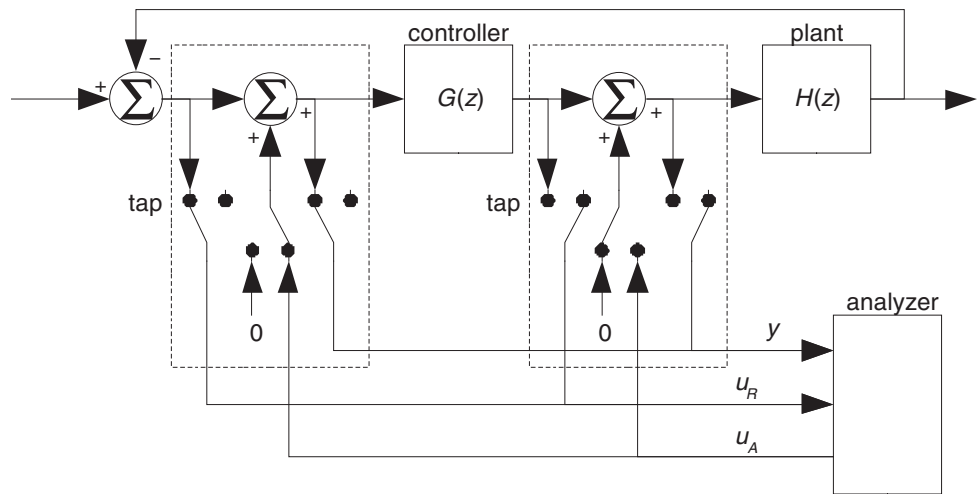 controller
plant
−
+
Σ
Σ
G(z)
Σ
H(z)
+
+
+
+
tap
tap
0
0
analyzer
y
u_R
u_A